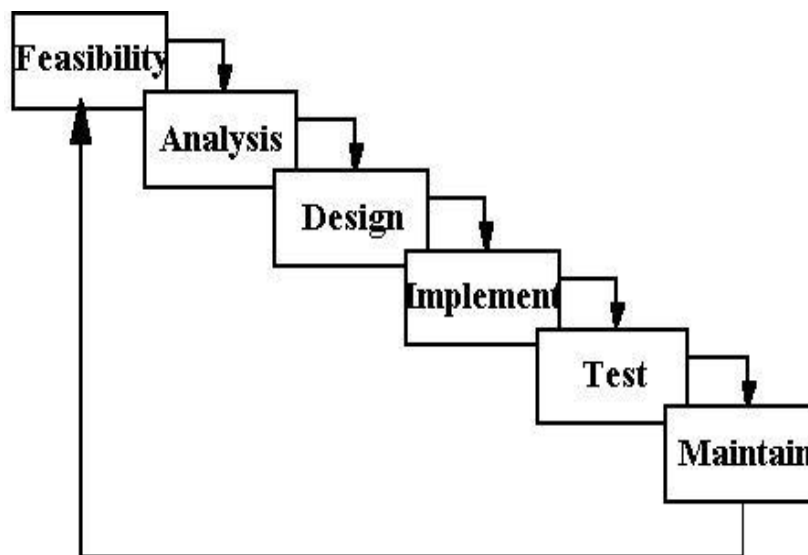 Feasibility
Analysis
Design
Implement
Test
Maintain